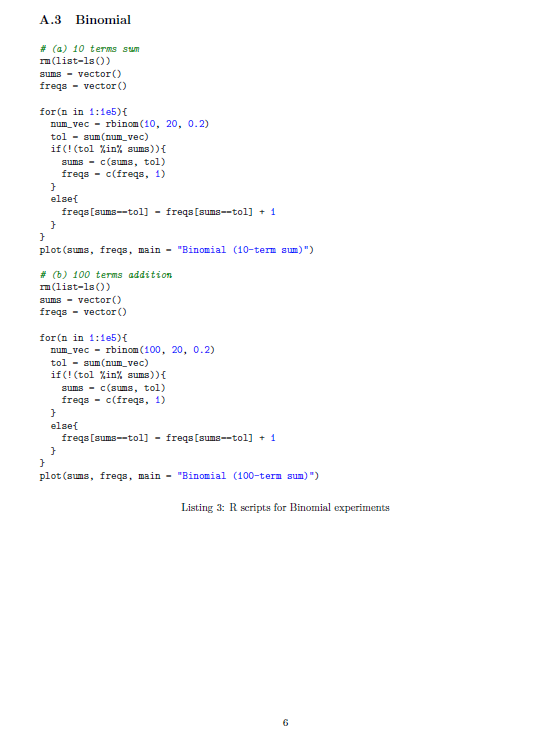 A.3 Binomial
# (a) 10 terms sum
rm(list=ls())
sums = vector()
freqs = vector()
for(n in 1:1e5){
  num_vec = rbinom(10, 20, 0.2)
  tol = sum(num_vec)
  if(!(tol %in% sums)){
    sums = c(sums, tol)
    freqs = c(freqs, 1)
  }
  else{
    freqs[sums==tol] = freqs[sums==tol] + 1
  }
}
plot(sums, freqs, main = "Binomial (10-term sum)")
# (b) 100 terms addition
rm(list=ls())
sums = vector()
freqs = vector()
for(n in 1:1e5){
  num_vec = rbinom(100, 20, 0.2)
  tol = sum(num_vec)
  if(!(tol %in% sums)){
    sums = c(sums, tol)
    freqs = c(freqs, 1)
  }
  else{
    freqs[sums==tol] = freqs[sums==tol] + 1
  }
}
plot(sums, freqs, main = "Binomial (100-term sum)")
Listing 3: R scripts for Binomial experiments
6